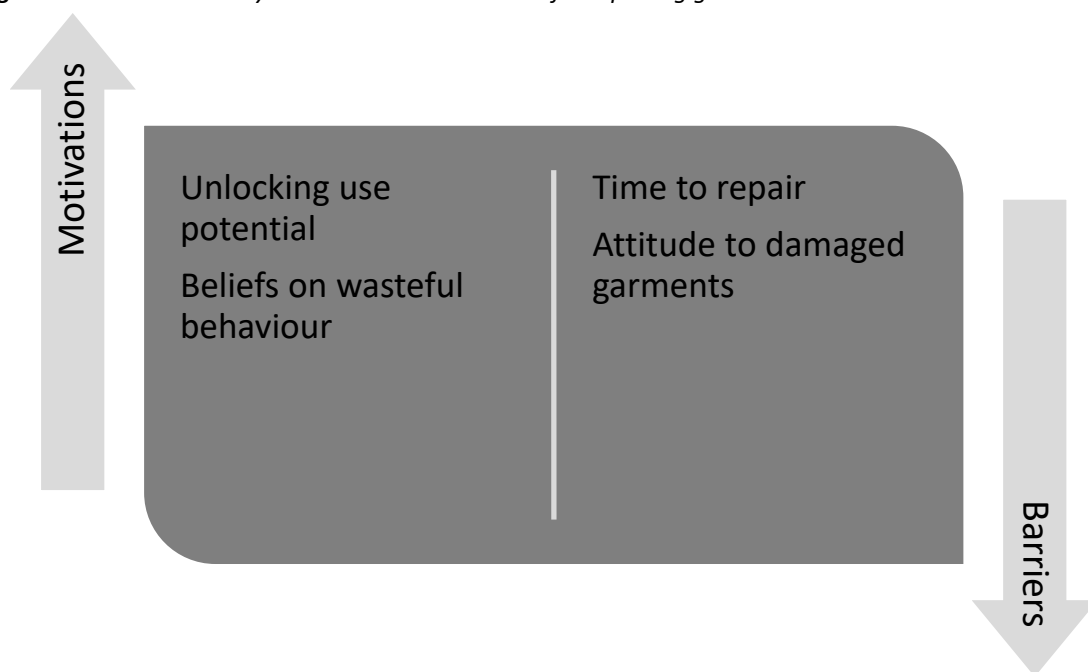 Motivations
Unlocking use
potential
Beliefs on wasteful
behaviour
Time to repair
Attitude to damaged
garments
Barriers